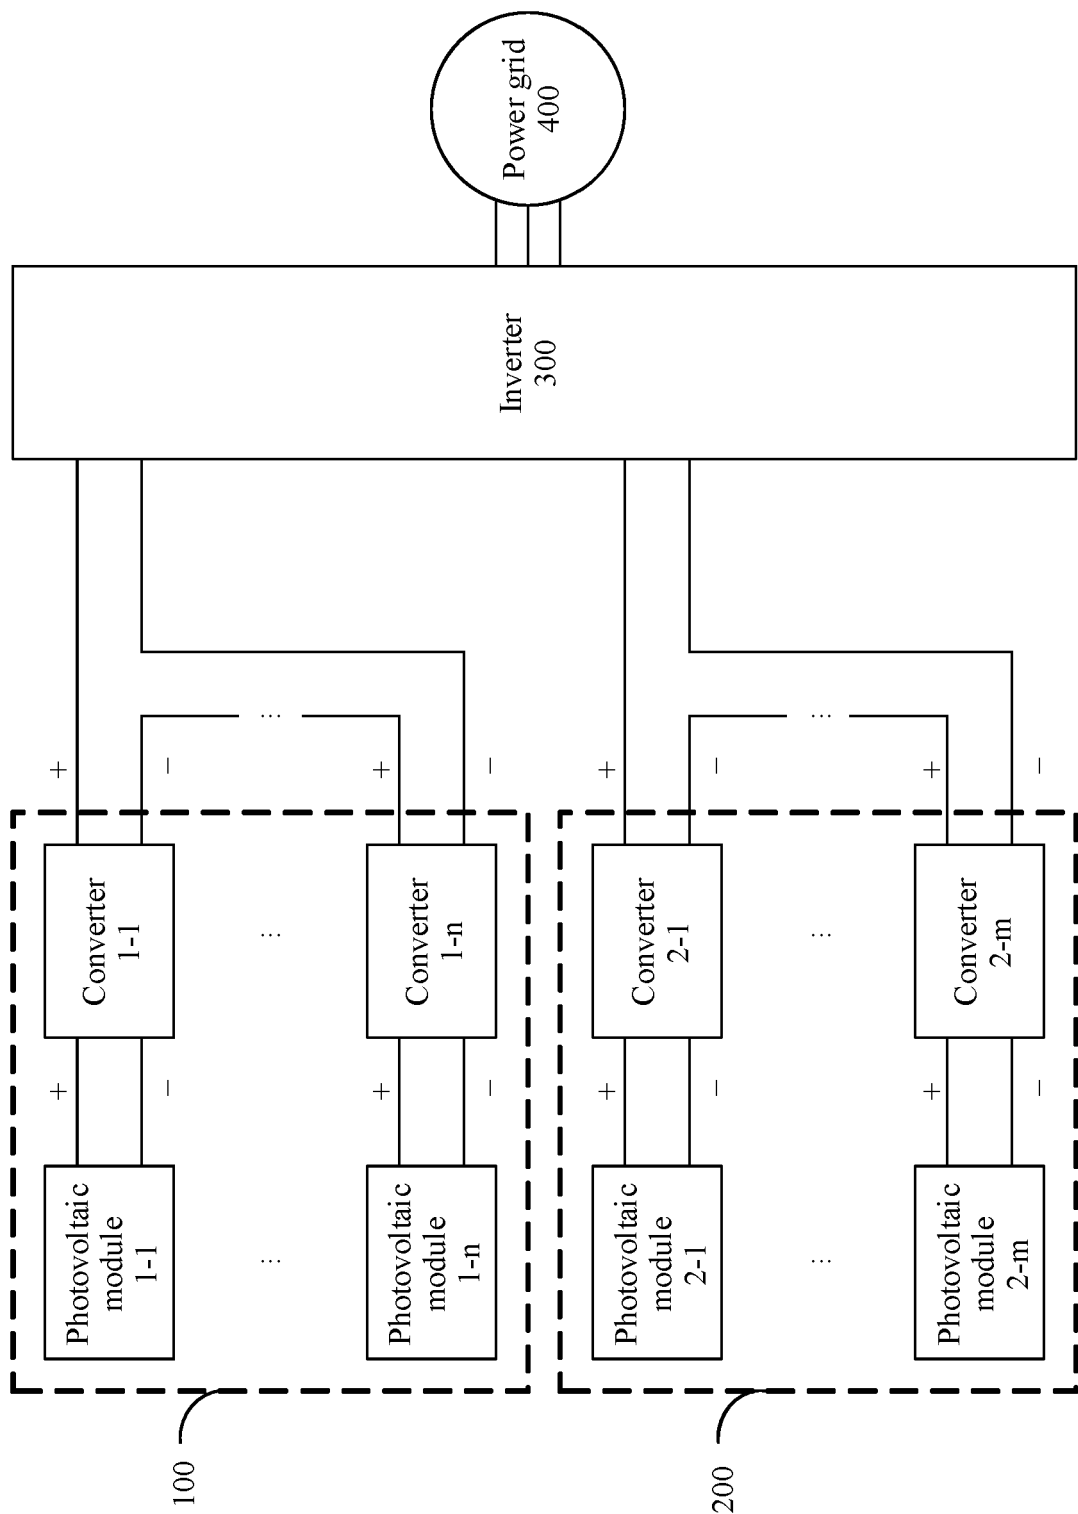 100
Photovoltaic
module
1-1
+
−
Converter
1-1
+
−
...
...
...
Photovoltaic
module
1-n
+
−
Converter
1-n
+
−
200
Photovoltaic
module
2-1
+
−
Converter
2-1
+
−
...
...
...
Photovoltaic
module
2-m
+
−
Converter
2-m
+
−
Inverter
300
Power grid
400